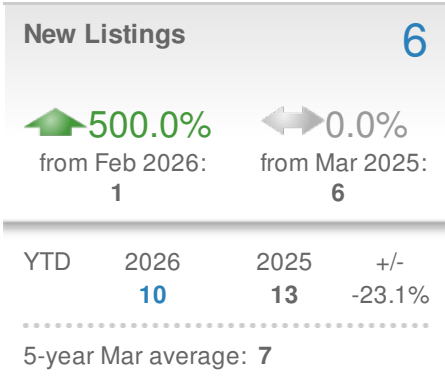 New Listings 6
500.0% 0.0%
from Feb 2026: from Mar 2025:
1 6
YTD 2026 2025 +/-
10 13 -23.1%
5-year Mar average: 7